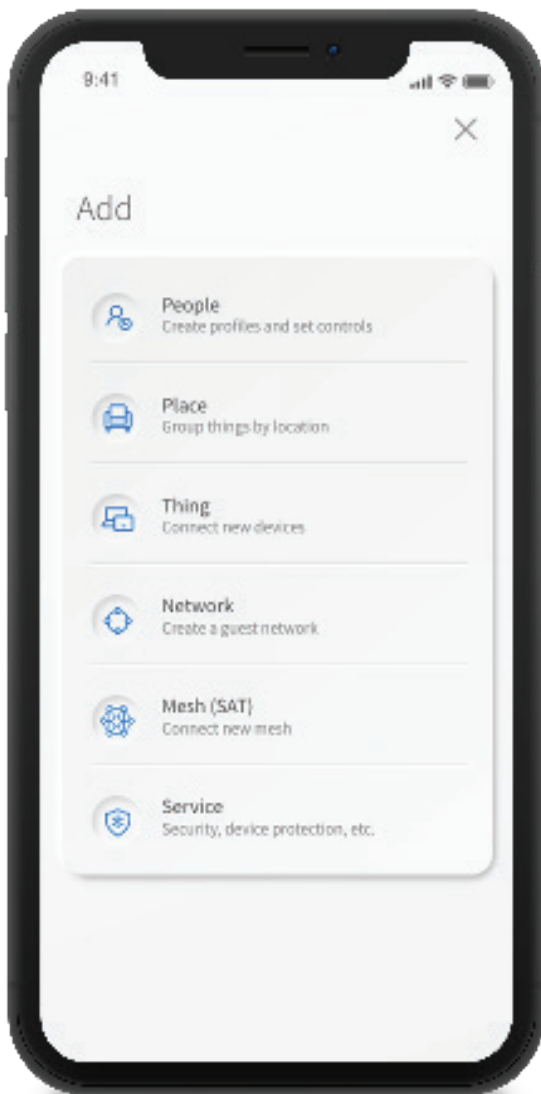 9:41
Add
People
Create profiles and set controls
Place
Group things by location
Thing
Connect new devices
Network
Create a guest network
Mesh (SAT)
Connect new mesh
Service
Security, device protection, etc.